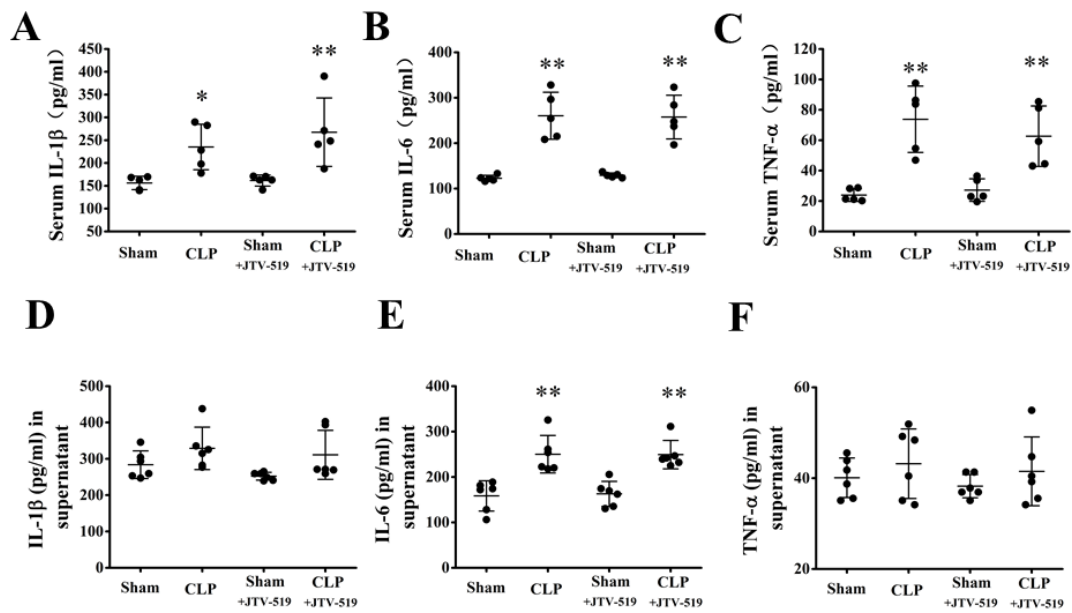 A
Serum IL-1β (pg/ml)
450
400
350
300
250
200
150
100
50
*
**
Sham
CLP
Sham
+JTV-519
CLP
+JTV-519
B
Serum IL-6 (pg/ml)
400
300
200
100
0
**
**
Sham
CLP
Sham
+JTV-519
CLP
+JTV-519
C
Serum TNF-α (pg/ml)
120
100
80
60
40
20
0
**
**
Sham
CLP
Sham
+JTV-519
CLP
+JTV-519
D
IL-1β (pg/ml) in
supernatant
500
400
300
200
100
0
Sham
CLP
Sham
+JTV-519
CLP
+JTV-519
E
IL-6 (pg/ml) in
supernatant
400
300
200
100
0
**
**
Sham
CLP
Sham
+JTV-519
CLP
+JTV-519
F
TNF-α (pg/ml) in
supernatant
60
40
20
Sham
CLP
Sham
+JTV-519
CLP
+JTV-519